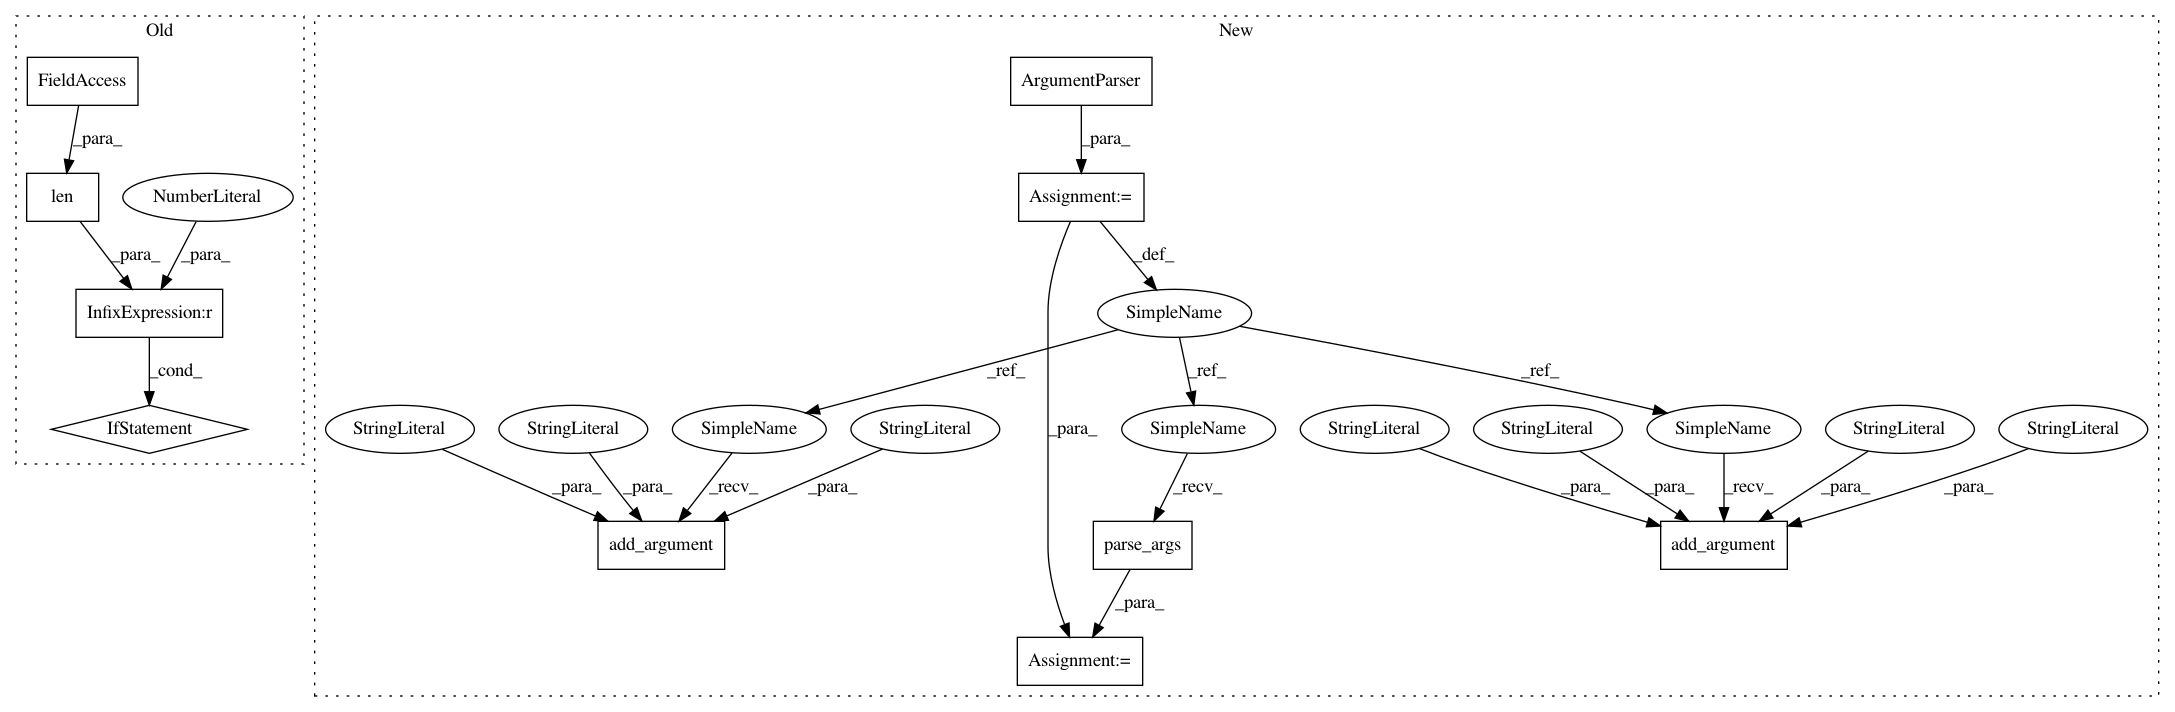 Old
New
FieldAccess
ArgumentParser
_para_
_para_
len
NumberLiteral
Assignment:=
_para_
_para_
_def_
InfixExpression:r
SimpleName
_cond_
_ref_
_ref_
_ref_
IfStatement
StringLiteral
StringLiteral
SimpleName
StringLiteral
_para_
SimpleName
StringLiteral
StringLiteral
SimpleName
StringLiteral
StringLiteral
_para_
_para_
_recv_
_para_
_recv_
_para_
_para_
_recv_
_para_
_para_
add_argument
parse_args
add_argument
_para_
Assignment:=